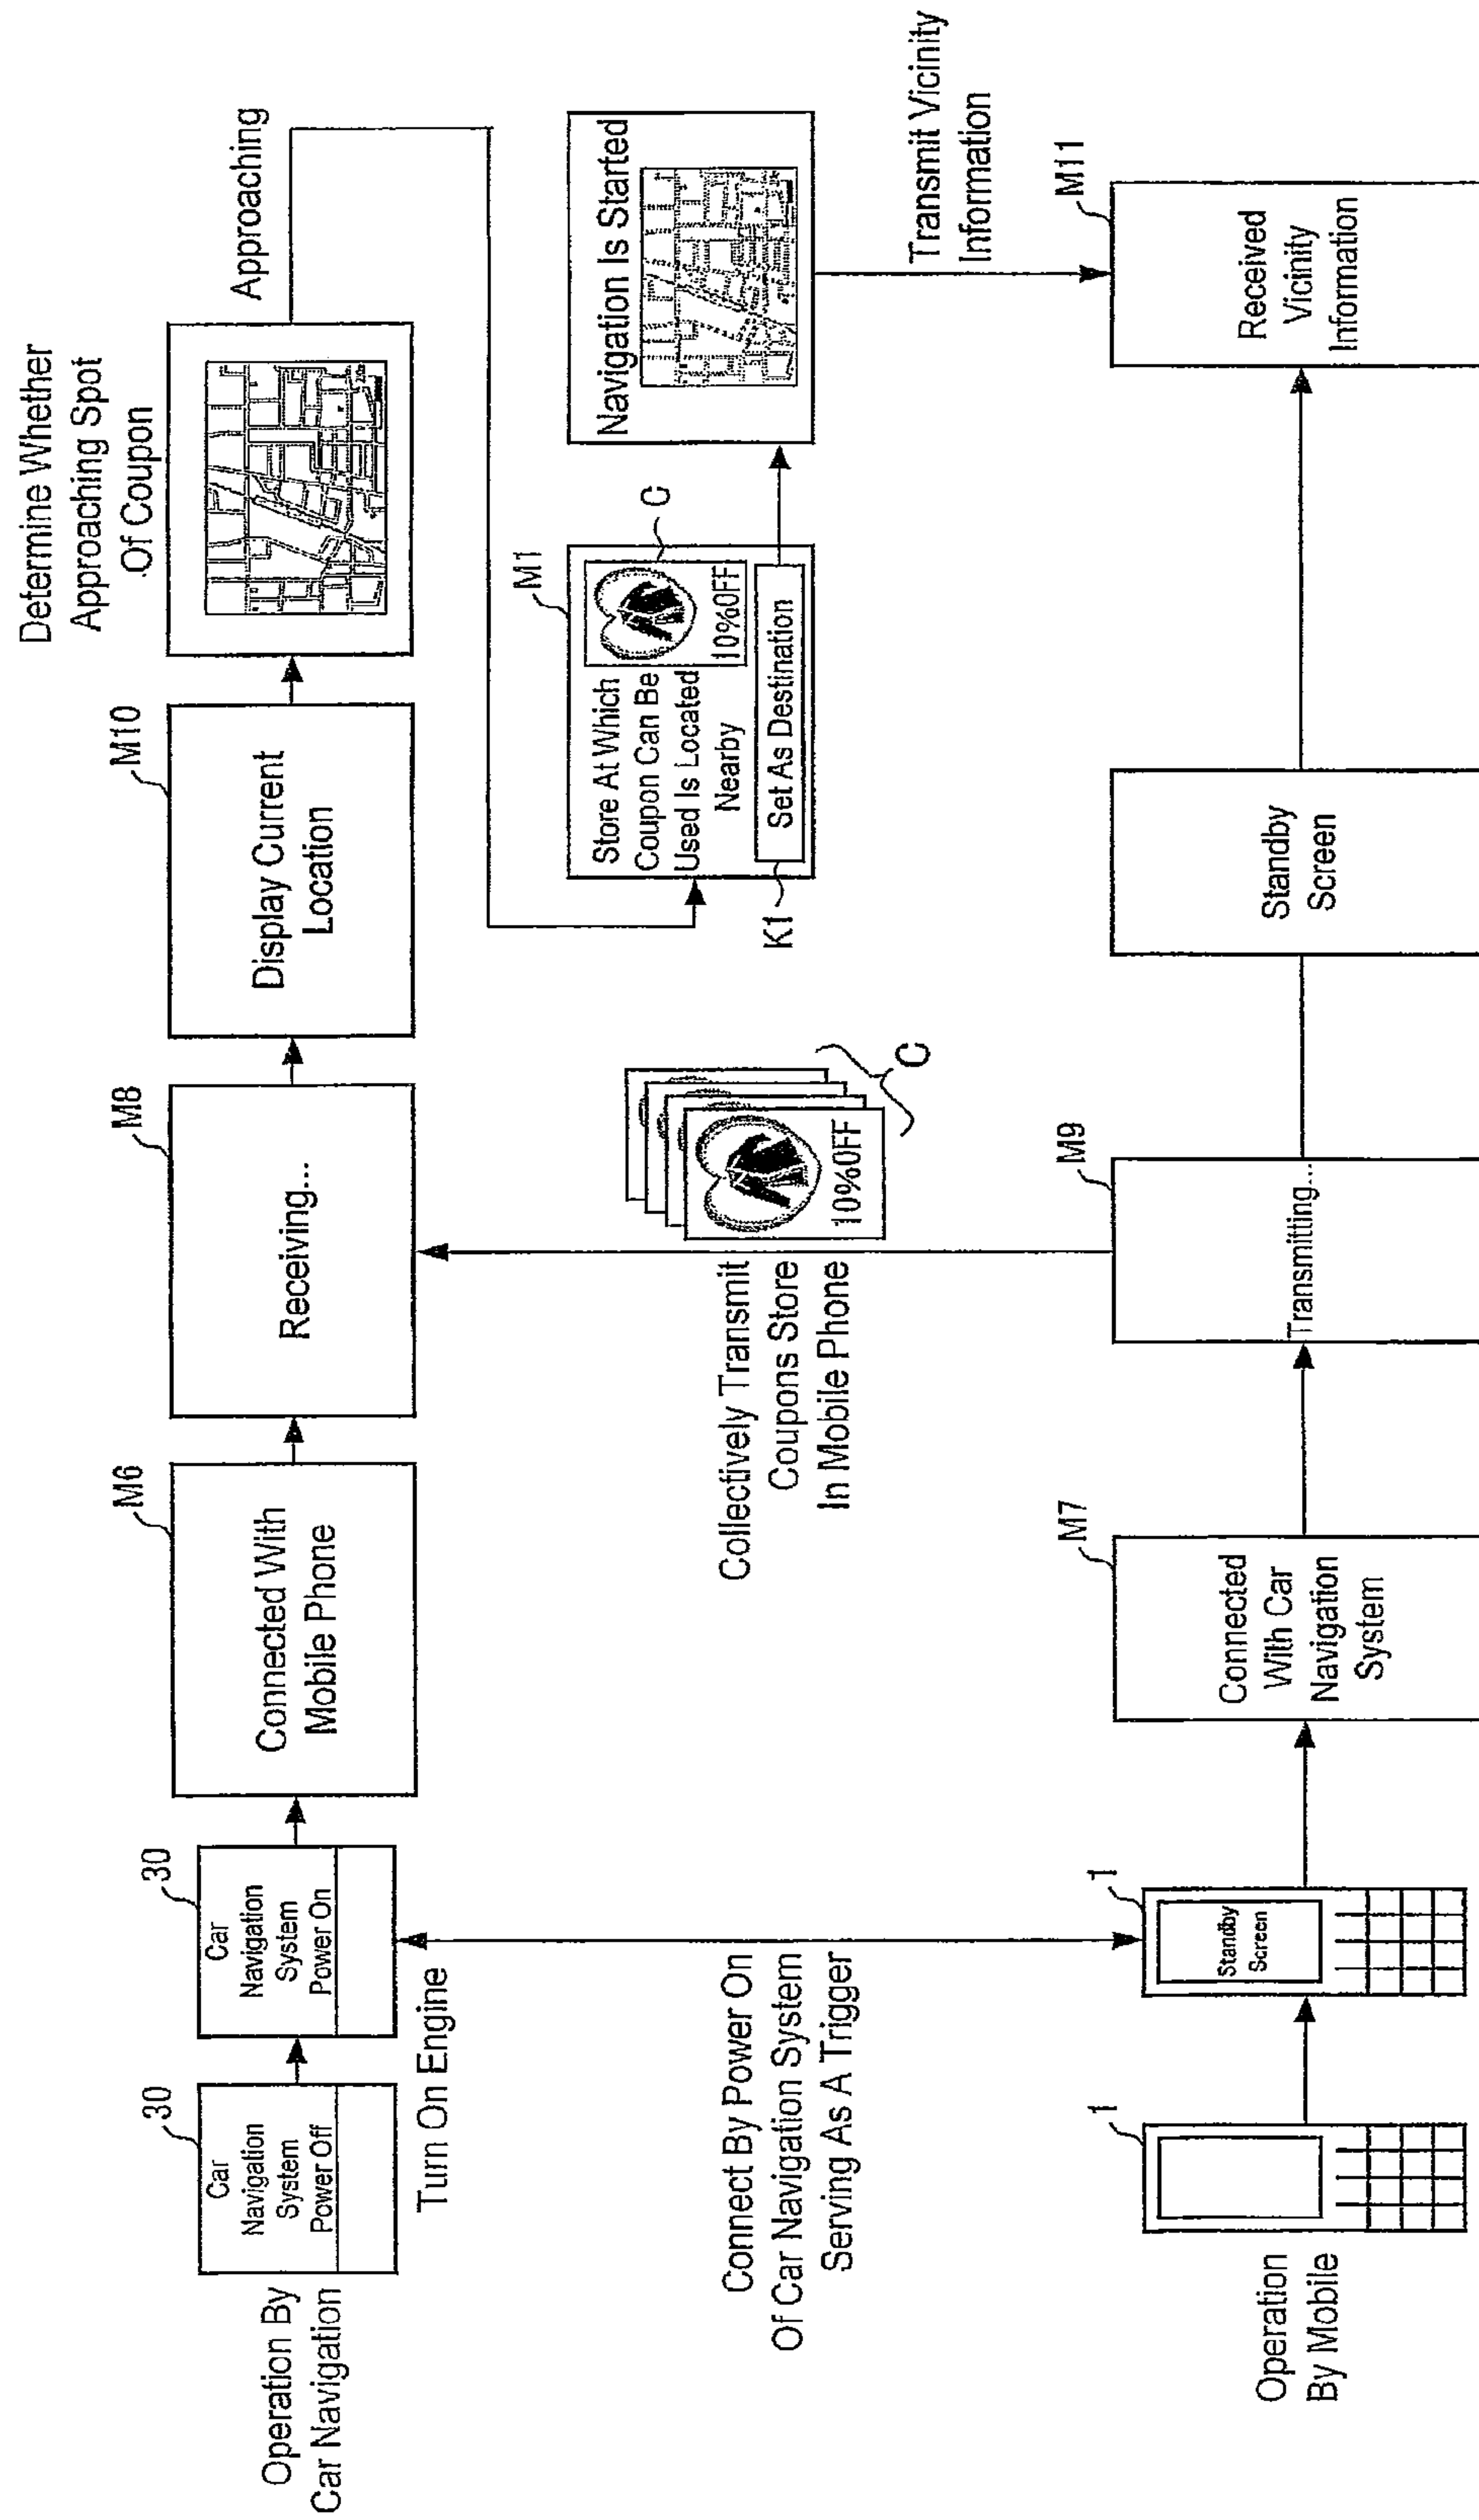 Operation By
Car Navigation
30
Car
Navigation
System
Power Off
Turn On Engine
30
Car
Navigation
System
Power On
M6
Connected With
Mobile Phone
M8
Receiving...
M10
Display Current
Location
Determine Whether
Approaching Spot
Of Coupon
Approaching
Connect By Power On
Of Car Navigation System
Serving As A Trigger
Collectively Transmit
Coupons Store
In Mobile Phone
10%OFF
C
M1
Store At Which
Coupon Can Be
Used Is Located
Nearby
10%OFF
C
Set As Destination
K1
Navigation Is Started
Transmit Vicinity
Information
Operation
By Mobile
1
1
Standby
Screen
M7
Connected
With Car
Navigation
System
M9
Transmitting...
Standby
Screen
M11
Received
Vicinity
Information